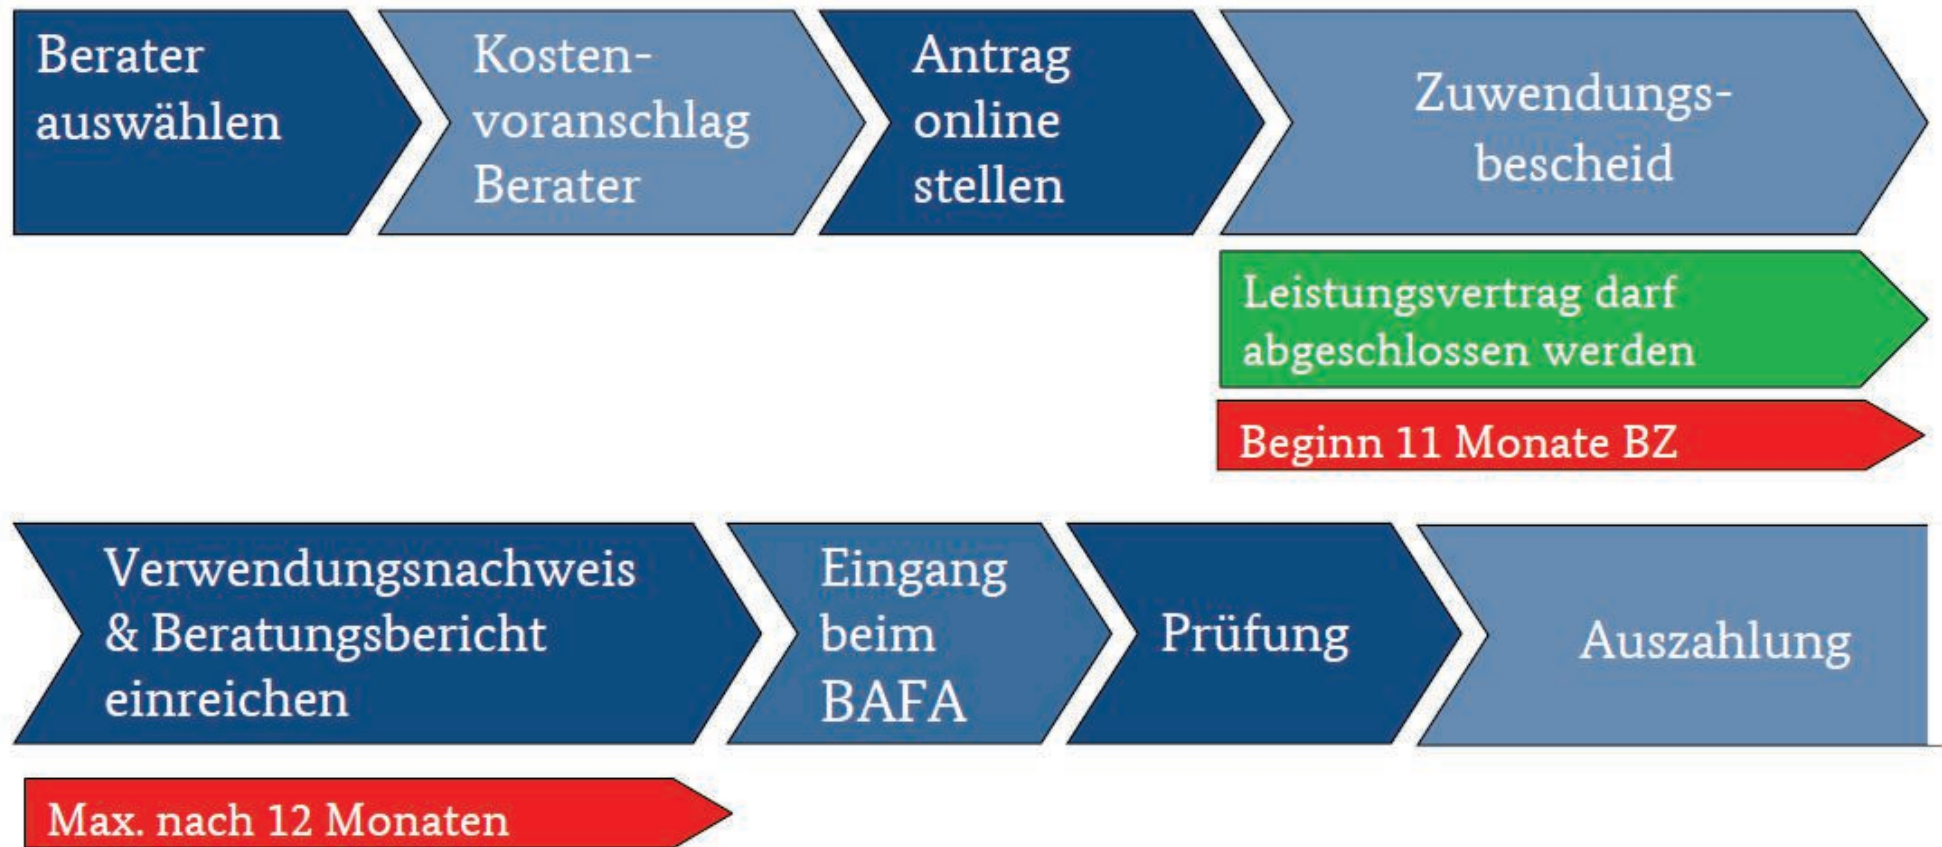 Berater
auswählen
Kosten-
voranschlag
Berater
Antrag
online
stellen
Zuwendungs-
bescheid
Leistungsvertrag darf
abgeschlossen werden
Beginn 11 Monate BZ
Verwendungsnachweis
& Beratungsbericht
einreichen
Eingang
beim
BAFA
Prüfung
Auszahlung
Max. nach 12 Monaten